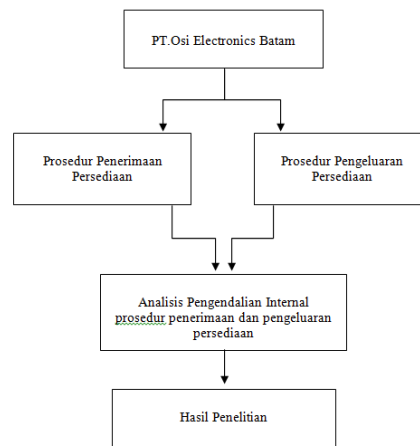 PT.Osi Electronics Batam
Prosedur Penerimaan
Persediaan
Prosedur Pengeluaran
Persediaan
Analisis Pengendalian Internal
prosedur penerimaan dan pengeluaran
persediaan
Hasil Penelitian